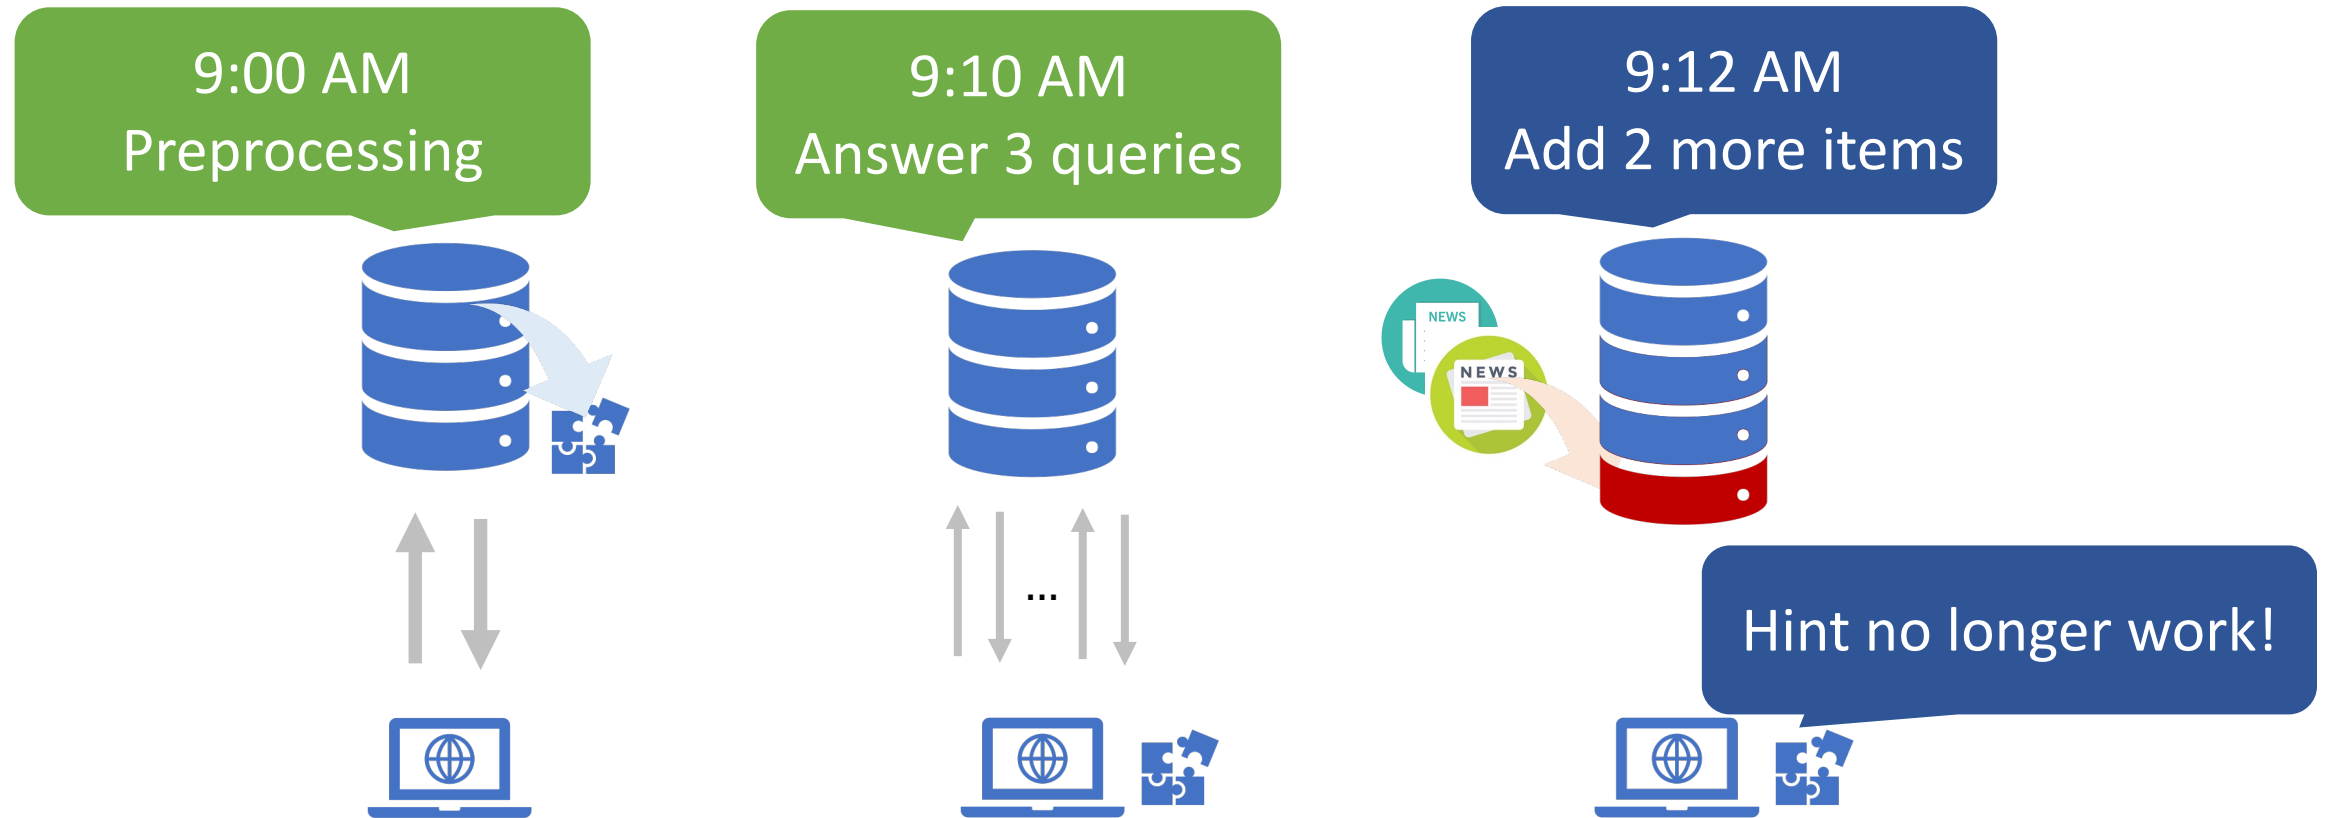 9:00 AM
Preprocessing
9:10 AM
Answer 3 queries
9:12 AM
Add 2 more items
NEWS
NEWS
...
Hint no longer work!